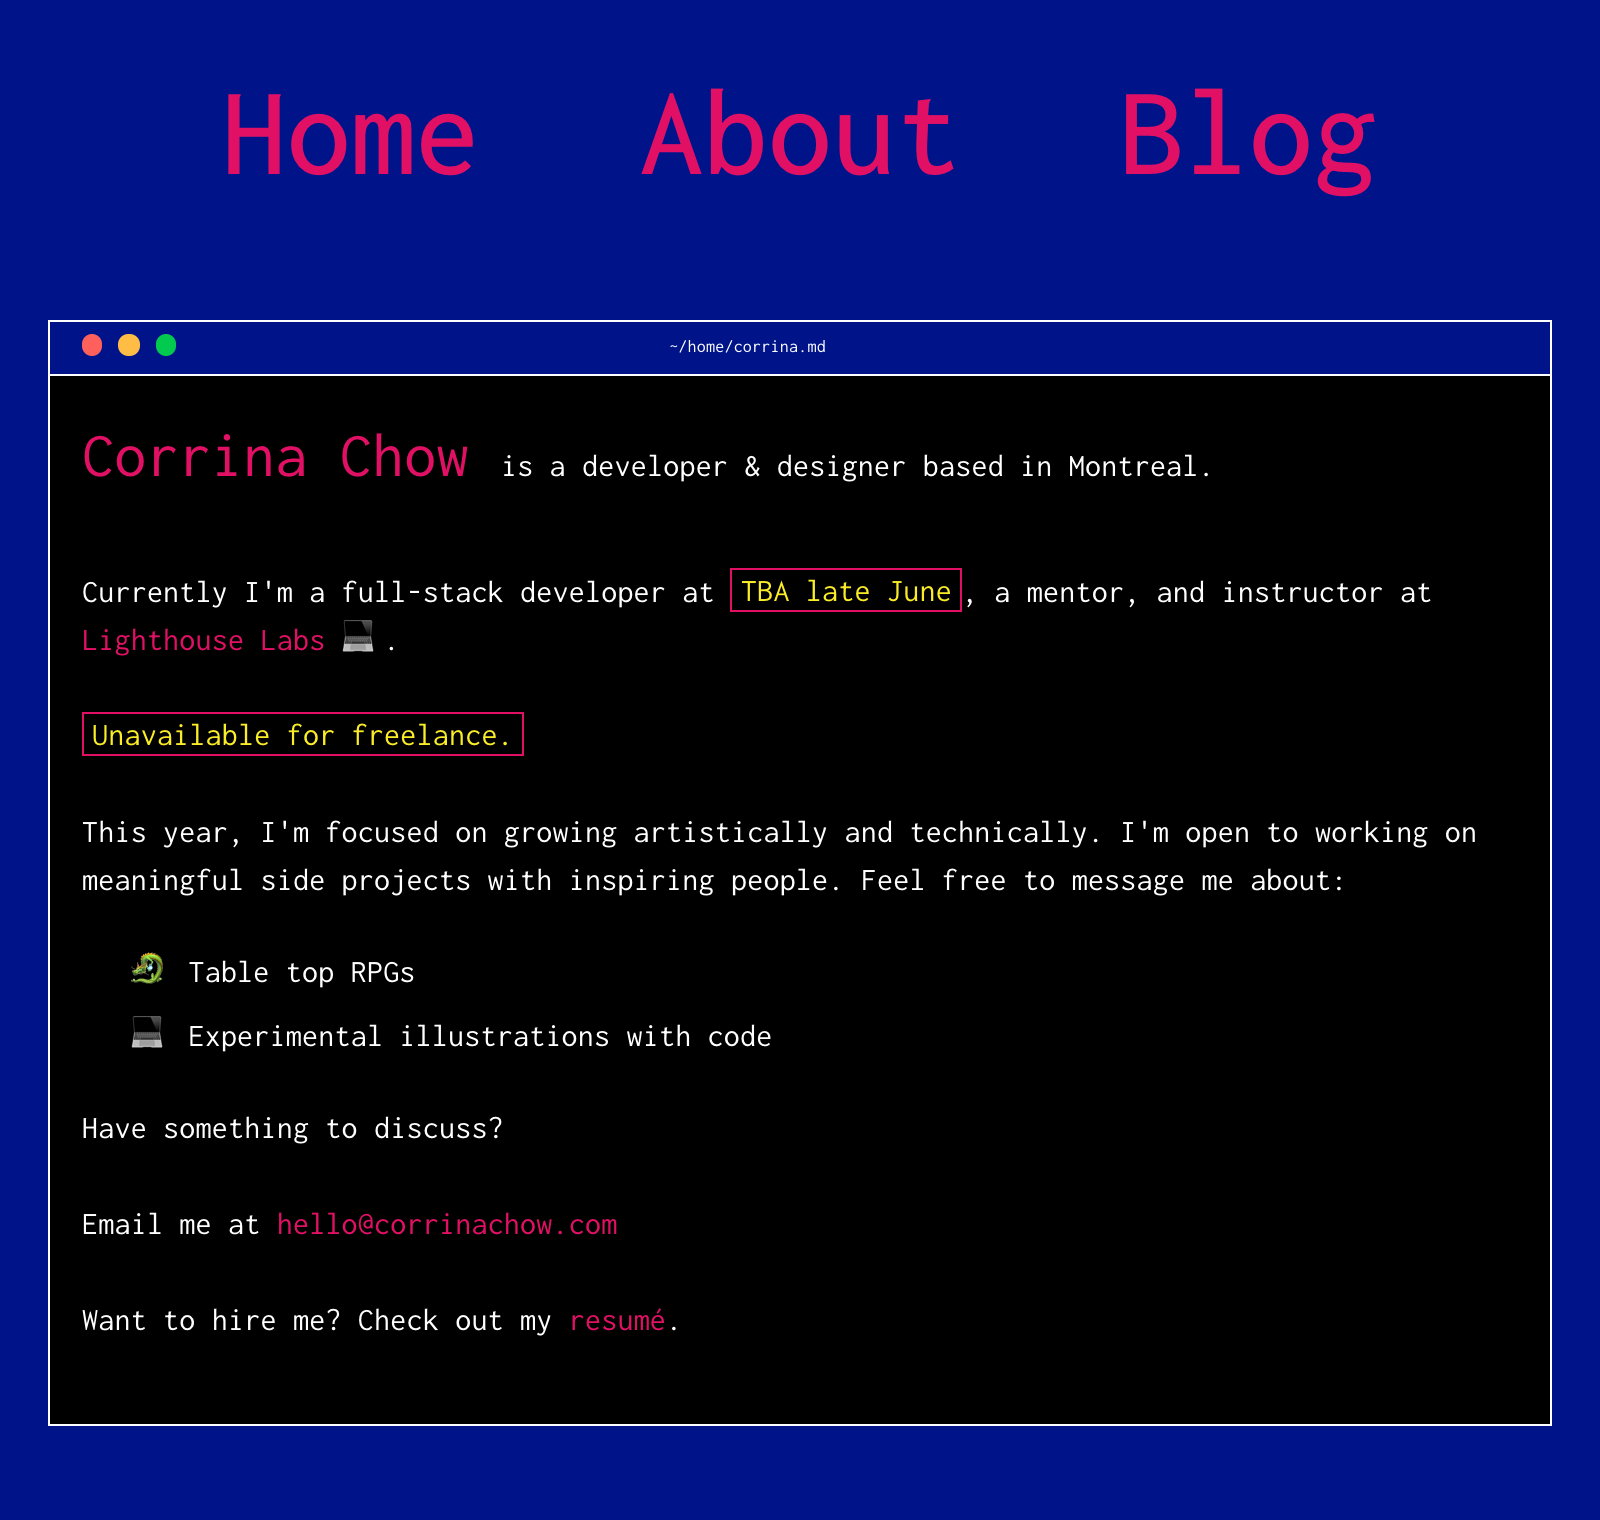 Home About Blog
~/home/corrina.md
Corrina Chow is a developer & designer based in Montreal.
Currently I'm a full-stack developer at TBA late June, a mentor, and instructor at
Lighthouse Labs 💻.
Unavailable for freelance.
This year, I'm focused on growing artistically and technically. I'm open to working on
meaningful side projects with inspiring people. Feel free to message me about:
🐉 Table top RPGs
💻 Experimental illustrations with code
Have something to discuss?
Email me at hello@corrinachow.com
Want to hire me? Check out my resumé.